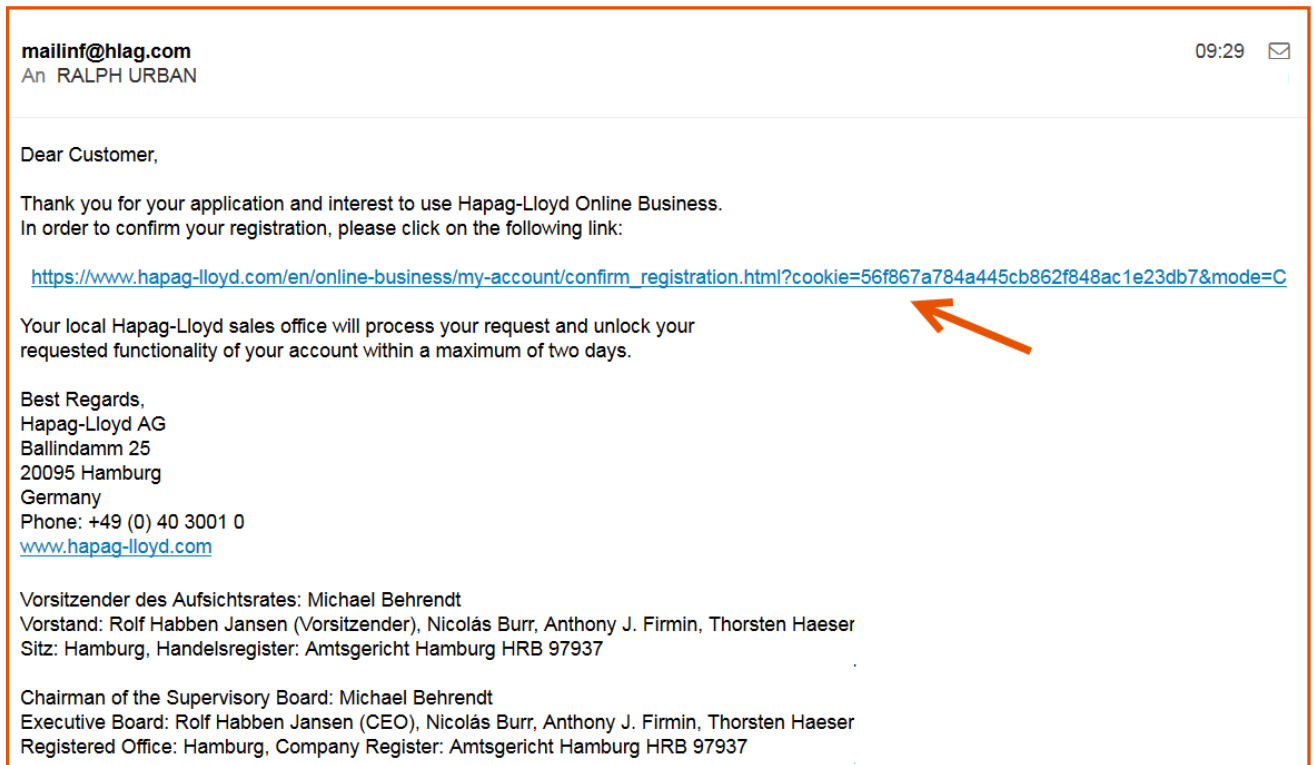 mailinf@hlag.com
09:29
An RALPH URBAN
Dear Customer,
Thank you for your application and interest to use Hapag-Lloyd Online Business.
In order to confirm your registration, please click on the following link:
https://www.hapag-lloyd.com/en/online-business/my-account/confirm_registration.html?cookie=56f867a784a445cb862f848ac1e23db7&mode=C
Your local Hapag-Lloyd sales office will process your request and unlock your
requested functionality of your account within a maximum of two days.
Best Regards,
Hapag-Lloyd AG
Ballindamm 25
20095 Hamburg
Germany
Phone: +49 (0) 40 3001 0
www.hapag-lloyd.com
Vorsitzender des Aufsichtsrates: Michael Behrendt
Vorstand: Rolf Habben Jansen (Vorsitzender), Nicolás Burr, Anthony J. Firmin, Thorsten Haeser
Sitz: Hamburg, Handelsregister: Amtsgericht Hamburg HRB 97937
Chairman of the Supervisory Board: Michael Behrendt
Executive Board: Rolf Habben Jansen (CEO), Nicolás Burr, Anthony J. Firmin, Thorsten Haeser
Registered Office: Hamburg, Company Register: Amtsgericht Hamburg HRB 97937